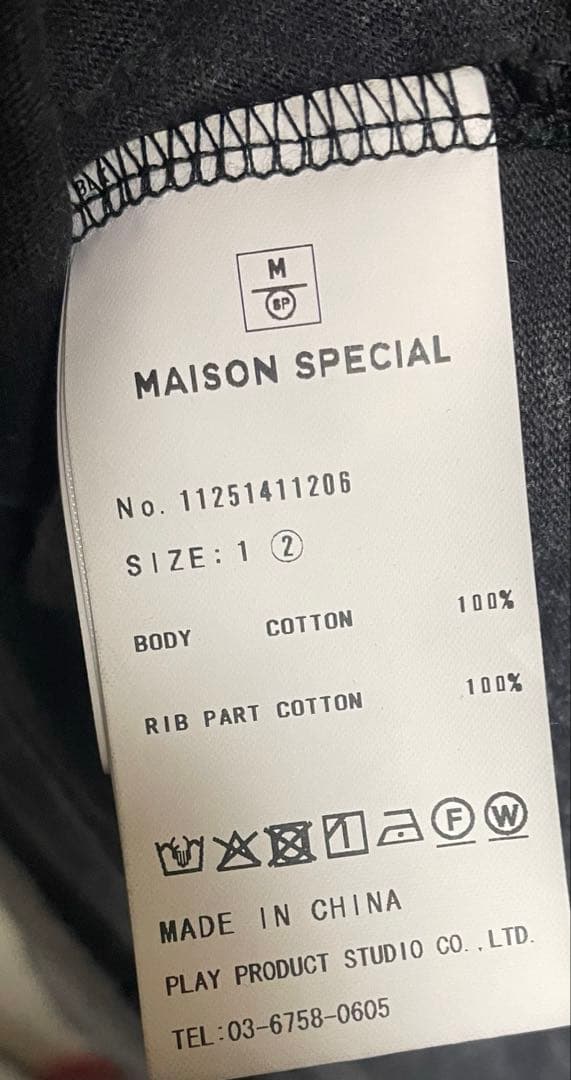 M
SP
MAISON SPECIAL
No. 11251411206
SIZE: 1 ②
BODY COTTON 100%
RIB PART COTTON 100%
F W
MADE IN CHINA
PLAY PRODUCT STUDIO CO.,LTD.
TEL:03-6758-0605